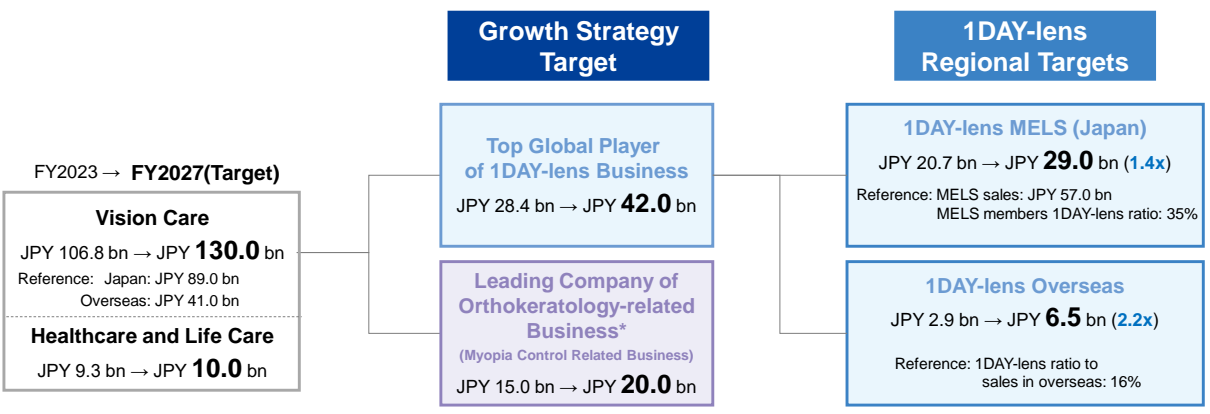 Growth Strategy
Target
1DAY-lens
Regional Targets
FY2023 → FY2027(Target)
Vision Care
JPY 106.8 bn → JPY 130.0 bn
Reference: Japan: JPY 89.0 bn
Overseas: JPY 41.0 bn
Healthcare and Life Care
JPY 9.3 bn → JPY 10.0 bn
Top Global Player
of 1DAY-lens Business
JPY 28.4 bn → JPY 42.0 bn
Leading Company of
Orthokeratology-related
Business*
(Myopia Control Related Business)
JPY 15.0 bn → JPY 20.0 bn
1DAY-lens MELS (Japan)
JPY 20.7 bn → JPY 29.0 bn (1.4x)
Reference: MELS sales: JPY 57.0 bn
MELS members 1DAY-lens ratio: 35%
1DAY-lens Overseas
JPY 2.9 bn → JPY 6.5 bn (2.2x)
Reference: 1DAY-lens ratio to
sales in overseas: 16%